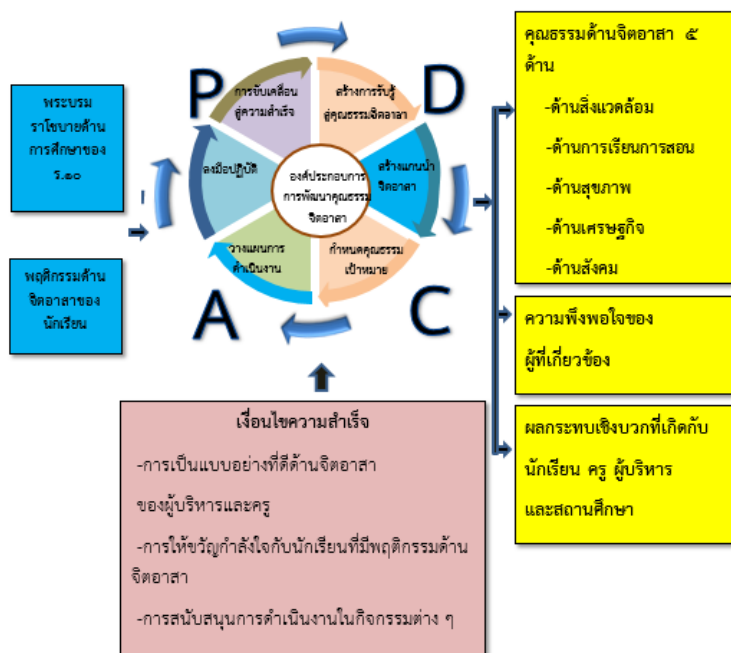 พระบรม
ราโชบายด้าน
การศึกษาของ
ร.๑๐
พฤติกรรมด้าน
จิตอาสาของ
นักเรียน
P
D
C
A
การขับเคลื่อน
สู่ความสำเร็จ
สร้างการรับรู้
สู่คุณธรรมจิตอาลา
สร้างแกนนำ
จิตอาสา
กำหนดคุณธรรม
เป้าหมาย
วางแผนการ
ดำเนินงาน
ลงมือปฏิบัติ
องค์ประกอบการ
การพัฒนาคุณธรรม
จิตอาสา
คุณธรรมด้านจิตอาสา ๕
ด้าน
-ด้านสิ่งแวดล้อม
-ด้านการเรียนการสอน
-ด้านสุขภาพ
-ด้านเศรษฐกิจ
-ด้านสังคม
ความพึงพอใจของ
ผู้ที่เกี่ยวข้อง
ผลกระทบเชิงบวกที่เกิดกับ
นักเรียน ครู ผู้บริหาร
และสถานศึกษา
เงื่อนไขความสำเร็จ
-การเป็นแบบอย่างที่ดีด้านจิตอาสา
ของผู้บริหารและครู
-การให้ขวัญกำลังใจกับนักเรียนที่มีพฤติกรรมด้าน
จิตอาสา
-การสนับสนุนการดำเนินงานในกิจกรรมต่าง ๆ